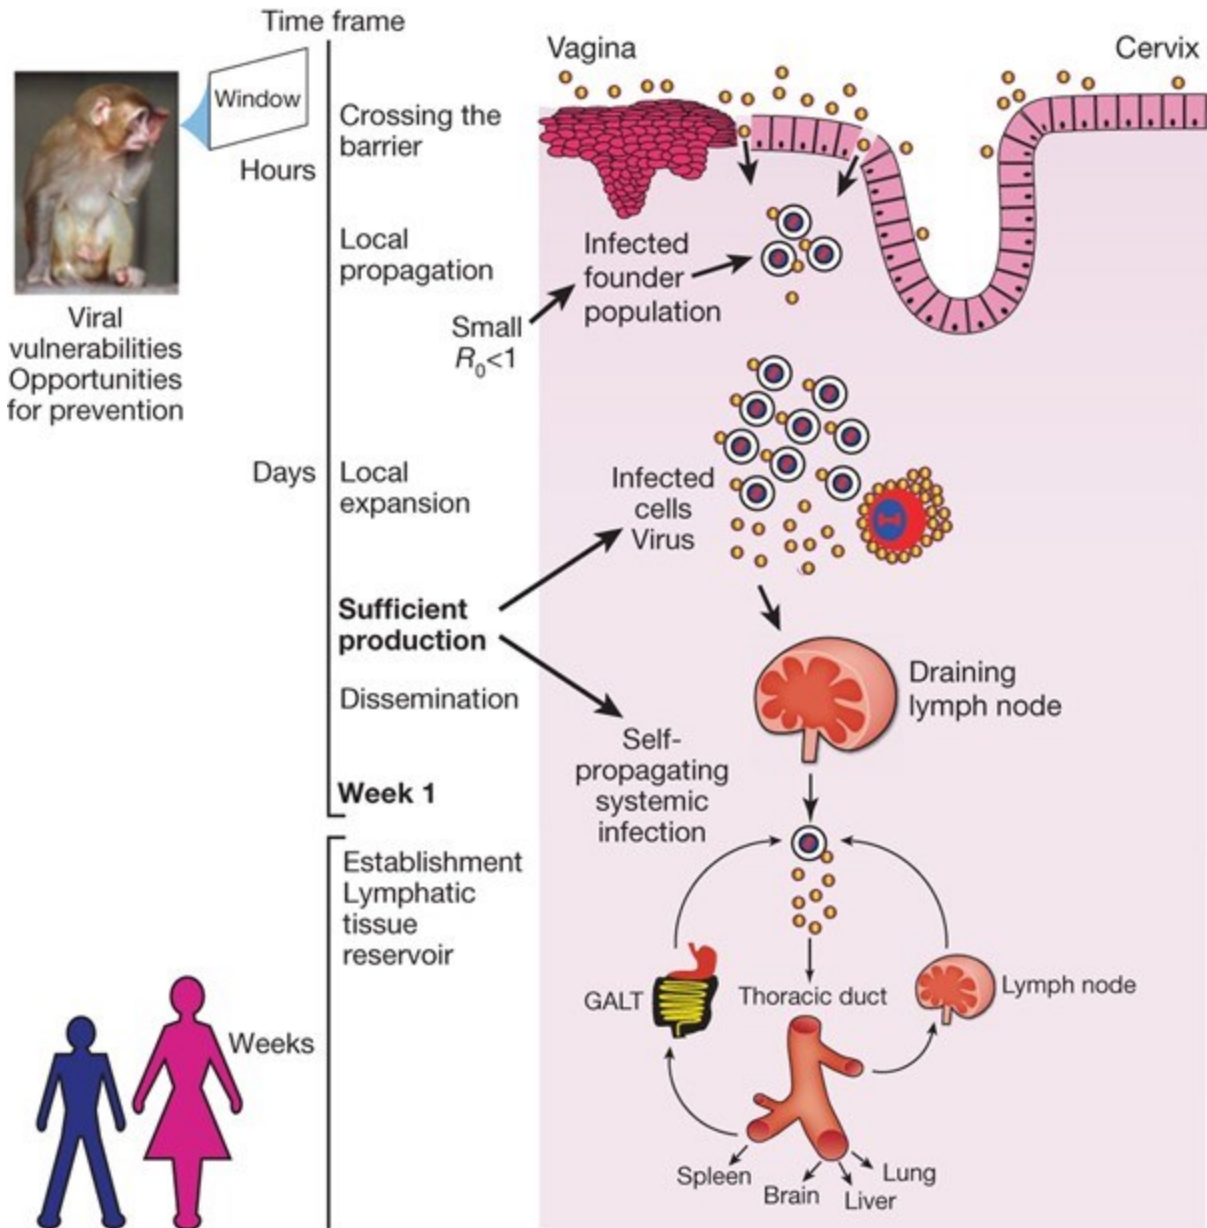 Time frame
Window
Hours
Viral
vulnerabilities
Opportunities
for prevention
Crossing the
barrier
Local
propagation
Small
R₀<1
Days
Local
expansion
Sufficient
production
Dissemination
Week 1
Establishment
Lymphatic
tissue
reservoir
Weeks
Vagina
Cervix
Infected
founder
population
Infected
cells
Virus
Draining
lymph node
Self-
propagating
systemic
infection
GALT
Thoracic duct
Lymph node
Spleen
Brain
Liver
Lung